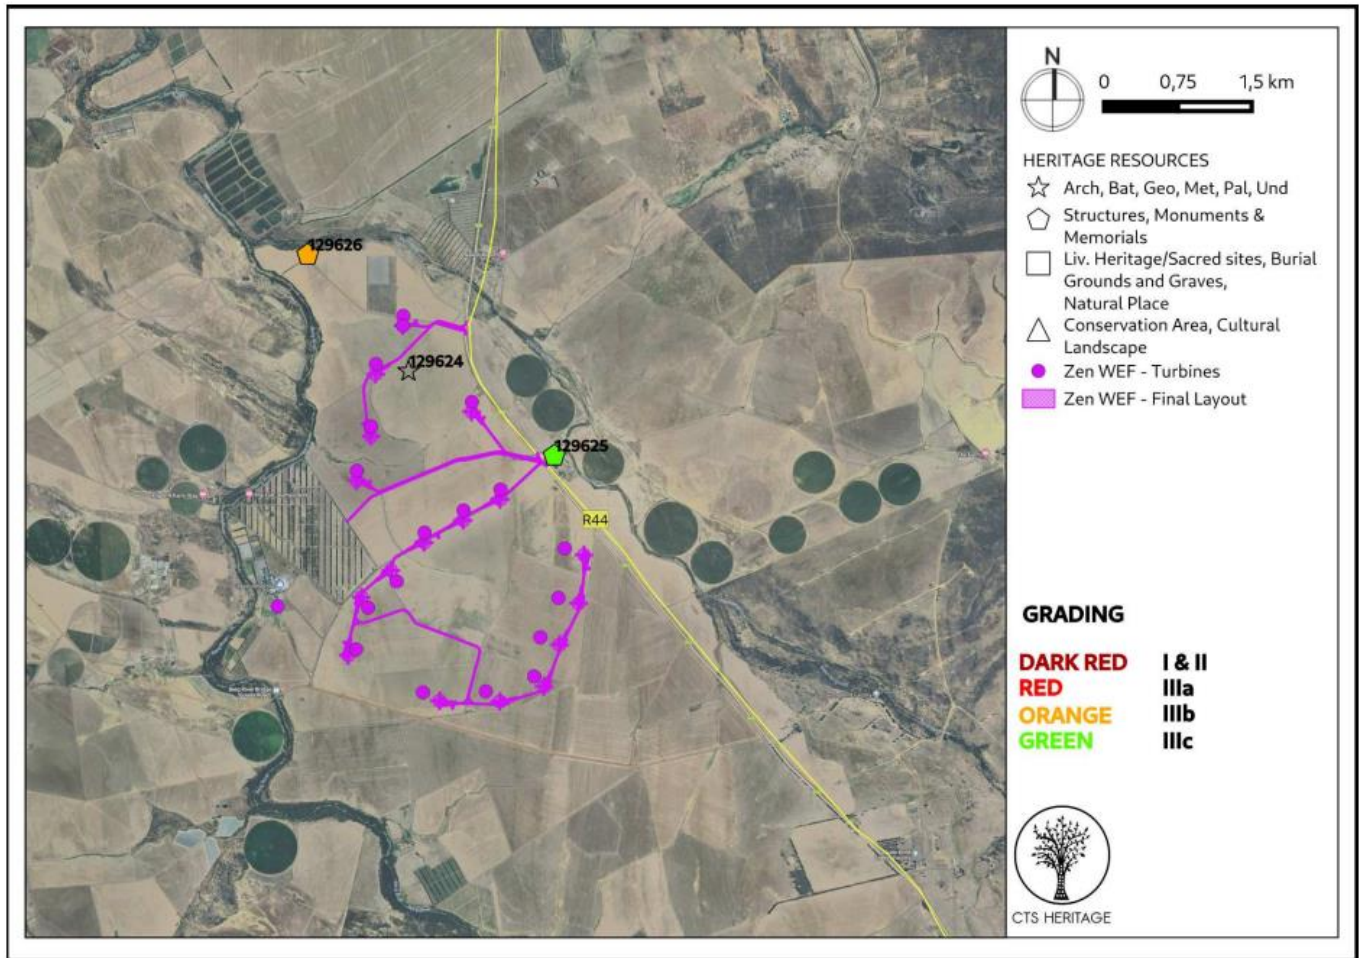 N
0 0,75 1,5 km
HERITAGE RESOURCES
Arch, Bat, Geo, Met, Pal, Und
Structures, Monuments &
Memorials
Liv. Heritage/Sacred sites, Burial
Grounds and Graves,
Natural Place
Conservation Area, Cultural
Landscape
Zen WEF - Turbines
Zen WEF - Final Layout
129626
129624
129625
R44
GRADING
DARK RED I & II
RED IIIa
ORANGE IIIb
GREEN IIIc
CTS HERITAGE